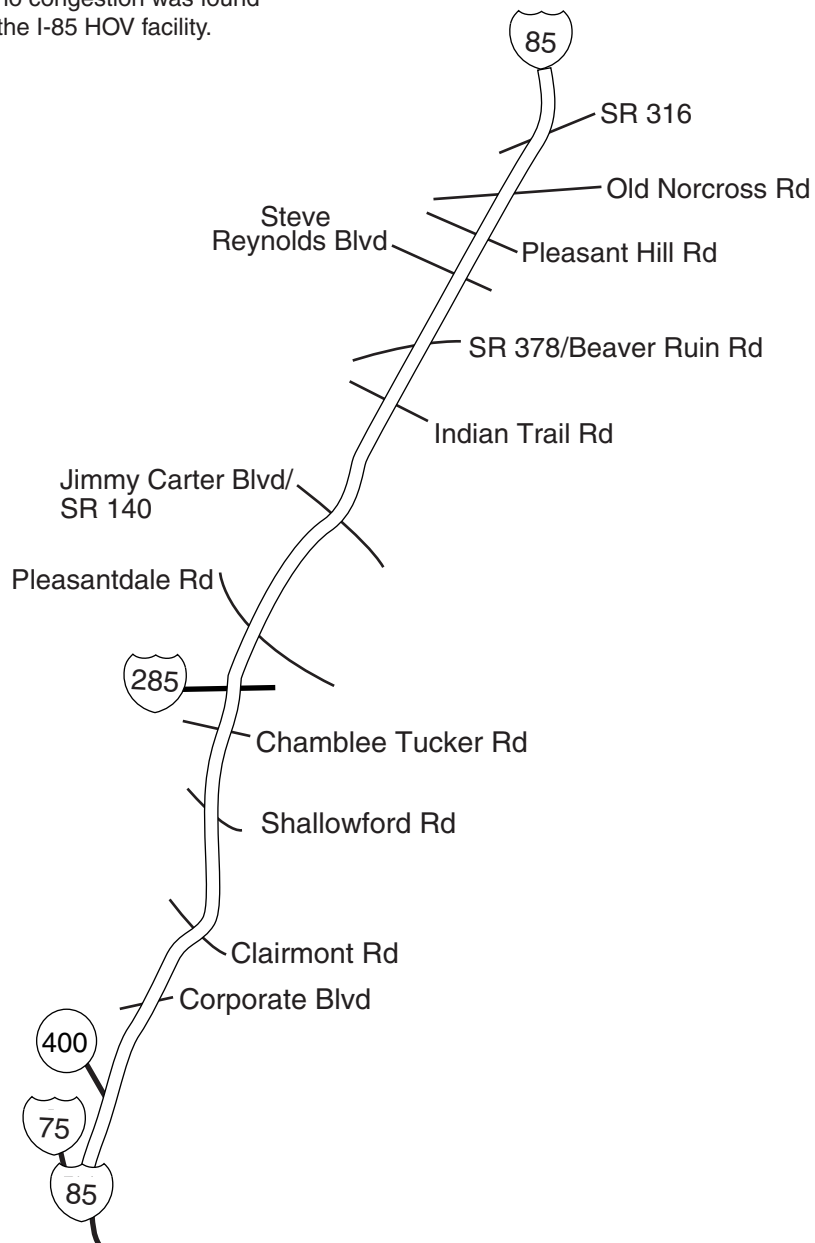 no congestion was found
the I-85 HOV facility.
85
SR 316
Old Norcross Rd
Steve
Reynolds Blvd
Pleasant Hill Rd
SR 378/Beaver Ruin Rd
Indian Trail Rd
Jimmy Carter Blvd/
SR 140
Pleasantdale Rd
285
Chamblee Tucker Rd
Shallowford Rd
Clairmont Rd
Corporate Blvd
400
75
85